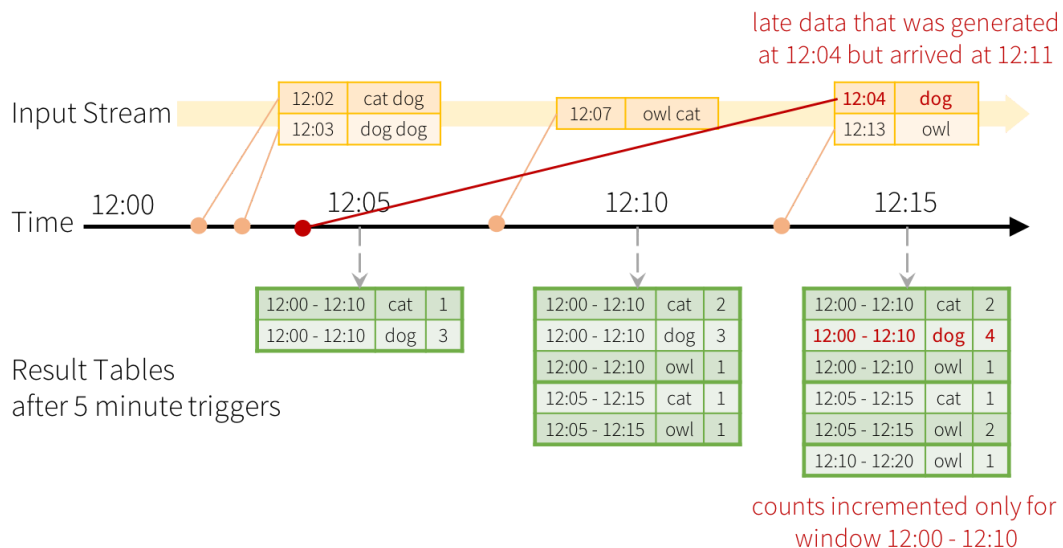 late data that was generated
at 12:04 but arrived at 12:11
Input Stream
12:02 cat dog
12:03 dog dog
12:07 owl cat
12:04 dog
12:13 owl
Time
12:00 12:05 12:10 12:15
Result Tables
after 5 minute triggers
12:00 - 12:10 cat 1
12:00 - 12:10 dog 3
12:00 - 12:10 cat 2
12:00 - 12:10 dog 3
12:00 - 12:10 owl 1
12:05 - 12:15 cat 1
12:05 - 12:15 owl 1
12:00 - 12:10 cat 2
12:00 - 12:10 dog 4
12:00 - 12:10 owl 1
12:05 - 12:15 cat 1
12:05 - 12:15 owl 2
12:10 - 12:20 owl 1
counts incremented only for
window 12:00 - 12:10